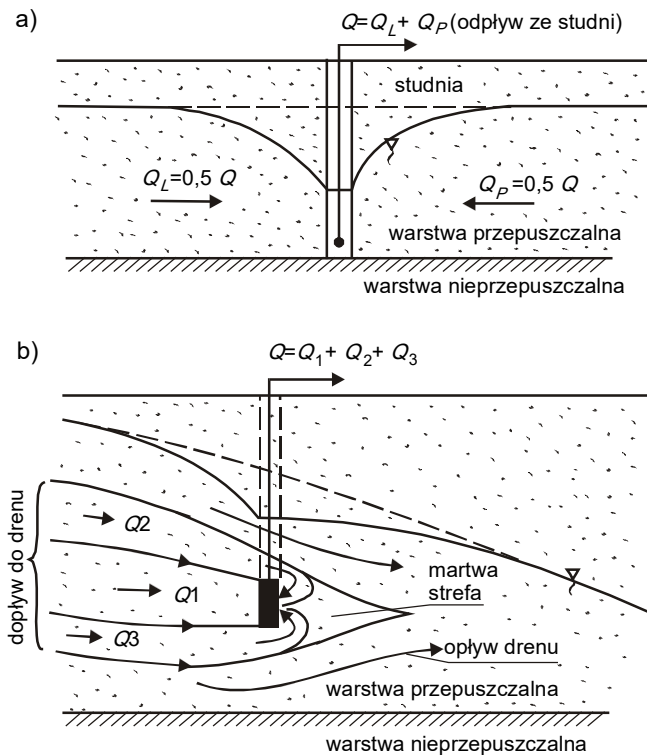 a)
Q=Q_L+ Q_P (odpływ ze studni)
studnia
Q_L=0,5 Q
Q_P=0,5 Q
warstwa przepuszczalna
warstwa nieprzepuszczalna
b)
Q=Q_1+ Q_2+ Q_3
dopływ do drenu
Q2
Q1
Q3
martwa
strefa
opływ drenu
warstwa przepuszczalna
warstwa nieprzepuszczalna